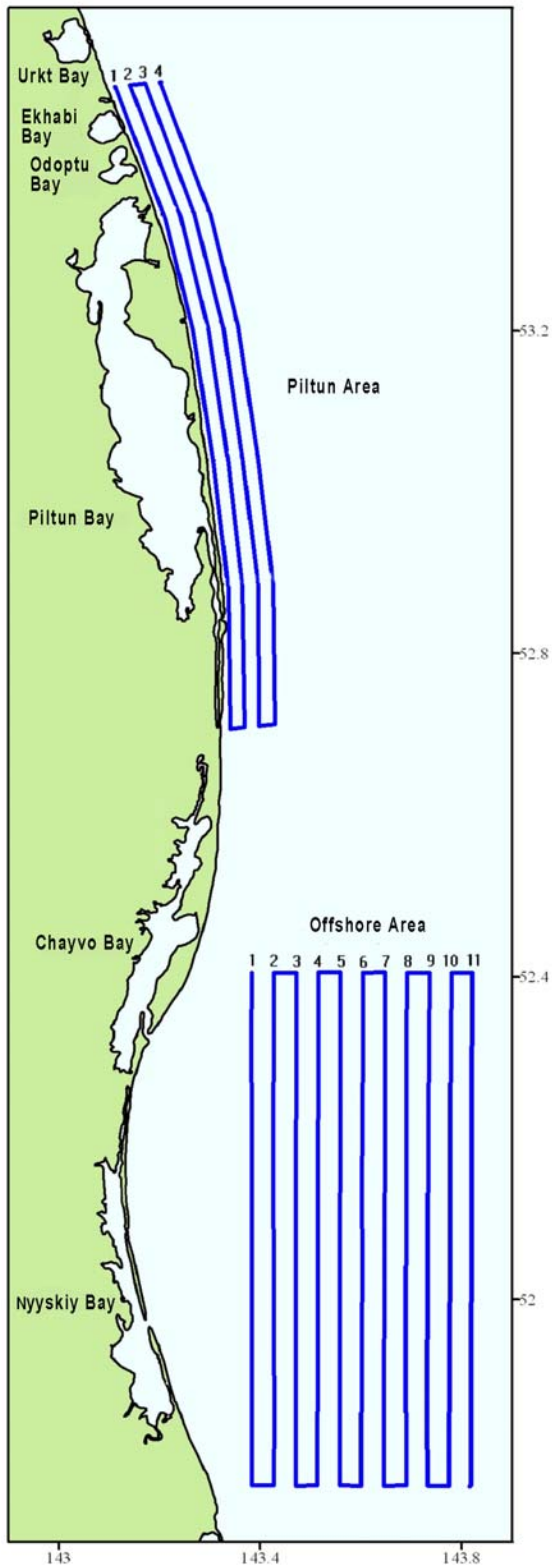 Urkt Bay
1 2 3 4
Ekhabi
Bay
Odoptu
Bay
53.2
Piltun Area
Piltun Bay
52.8
Offshore Area
Chayvo Bay
1 2 3 4 5 6 7 8 9 10 11
52.4
Nyyskiy Bay
52
143
143.4
143.8